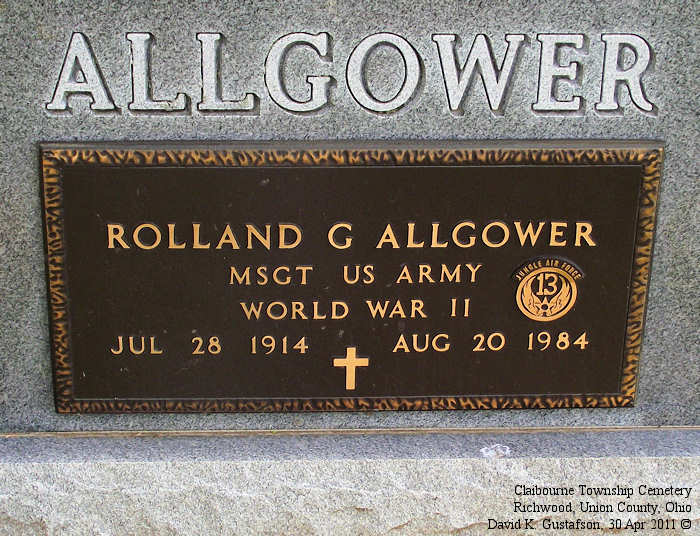 ALLGOWER
ROLLAND G ALLGOWER
MSGT US ARMY
JUNGLE AIR FORCE
13
WORLD WAR II
JUL 28 1914 AUG 20 1984
Claibourne Township Cemetery
Richwood, Union County, Ohio
David K. Gustafson, 30 Apr 2011 ©